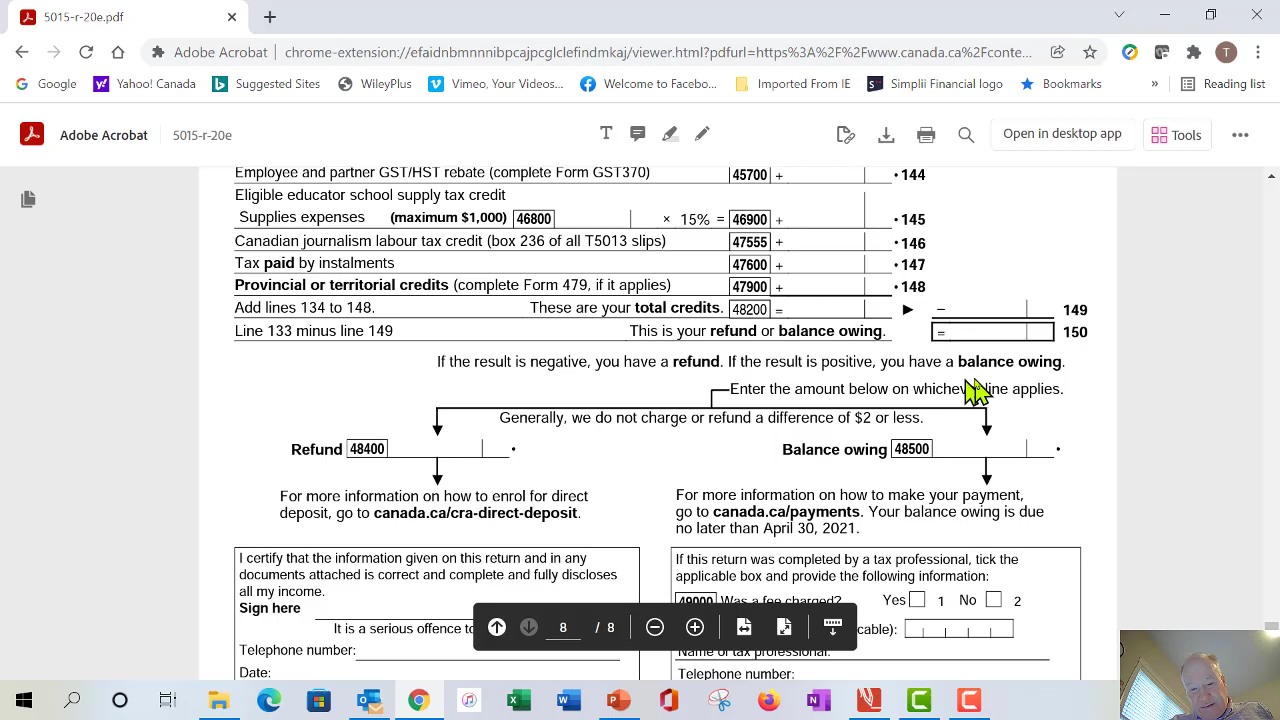 5015-r-20e.pdf
Adobe Acrobat chrome-extension://efaidnbmnnnibpcajpcglclefindmkaj/viewer.html?pdfurl=https%3A%2F%2Fwww.canada.ca%2Fconte...
T
Google Yahoo! Canada Suggested Sites WileyPlus Vimeo, Your Videos... Welcome to Facebo... Imported From IE Simplii Financial logo Bookmarks » Reading list
Adobe Acrobat 5015-r-20e Open in desktop app Tools
Employee and partner GST/HST rebate (complete Form GST370) 45700 + •144
Eligible educator school supply tax credit
Supplies expenses (maximum $1,000) 46800 × 15% = 46900 + •145
Canadian journalism labour tax credit (box 236 of all T5013 slips) 47555 + •146
Tax paid by instalments 47600 + •147
Provincial or territorial credits (complete Form 479, if it applies) 47900 + •148
Add lines 134 to 148. These are your total credits. 48200 = ► – 149
Line 133 minus line 149 This is your refund or balance owing. = 150
If the result is negative, you have a refund. If the result is positive, you have a balance owing.
Enter the amount below on whichever line applies.
Generally, we do not charge or refund a difference of $2 or less.
Refund 48400 • Balance owing 48500 •
For more information on how to enrol for direct
deposit, go to canada.ca/cra-direct-deposit.
For more information on how to make your payment,
go to canada.ca/payments. Your balance owing is due
no later than April 30, 2021.
I certify that the information given on this return and in any
documents attached is correct and complete and fully discloses
all my income.
Sign here
It is a serious offence to
Telephone number:
Date:
If this return was completed by a tax professional, tick the
applicable box and provide the following information:
49000 Was a fee charged? Yes 1 No 2
cable):
Name of tax professional:
Telephone number:
8 / 8